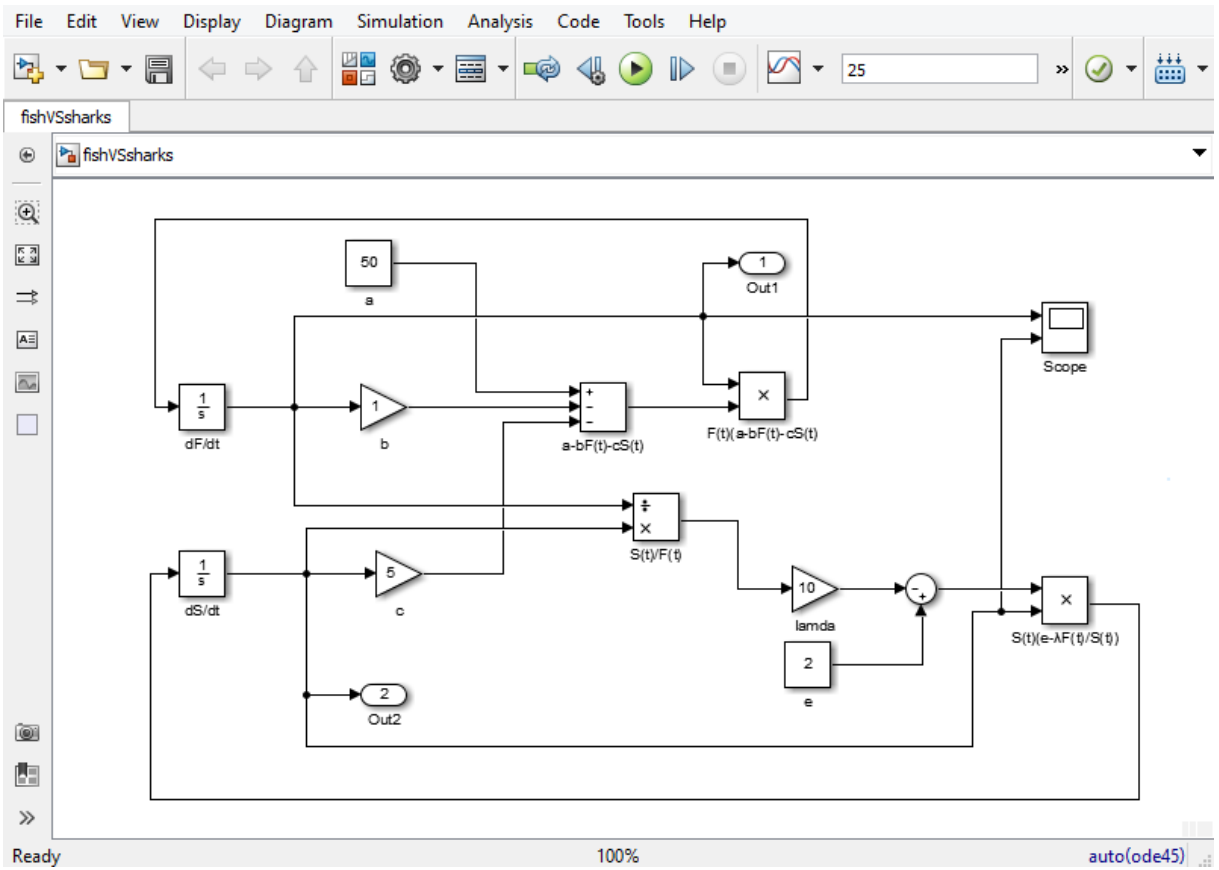 File Edit View Display Diagram Simulation Analysis Code Tools Help
25
fishVSsharks
fishVSsharks
50
a
1
Out1
Scope
1
s
dF/dt
1
b
+
−
−
a-bF(t)-cS(t)
×
F(t)(a-bF(t)-cS(t)
÷
×
S(t)/F(t)
1
s
dS/dt
5
c
10
lamda
−
+
×
S(t)(e-λF(t)/S(t))
2
e
2
Out2
Ready 100% auto(ode45)